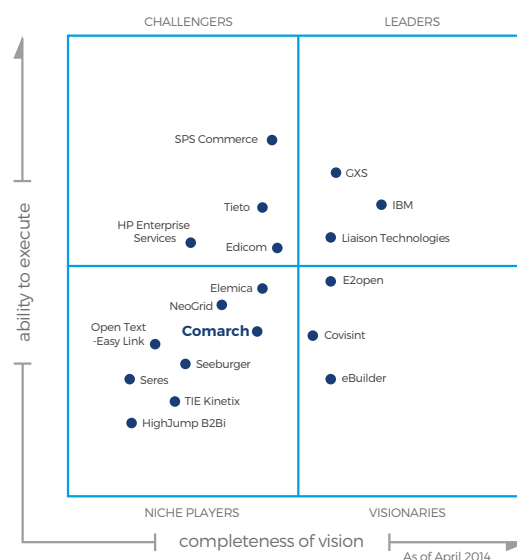 CHALLENGERS
LEADERS
SPS Commerce
GXS
IBM
Tieto
HP Enterprise
Services
Edicom
Liaison Technologies
ability to execute
Elemica
E2open
NeoGrid
Open Text
-Easy Link
Comarch
Covisint
Seeburger
Seres
eBuilder
TIE Kinetix
HighJump B2Bi
NICHE PLAYERS
VISIONARIES
completeness of vision
As of April 2014